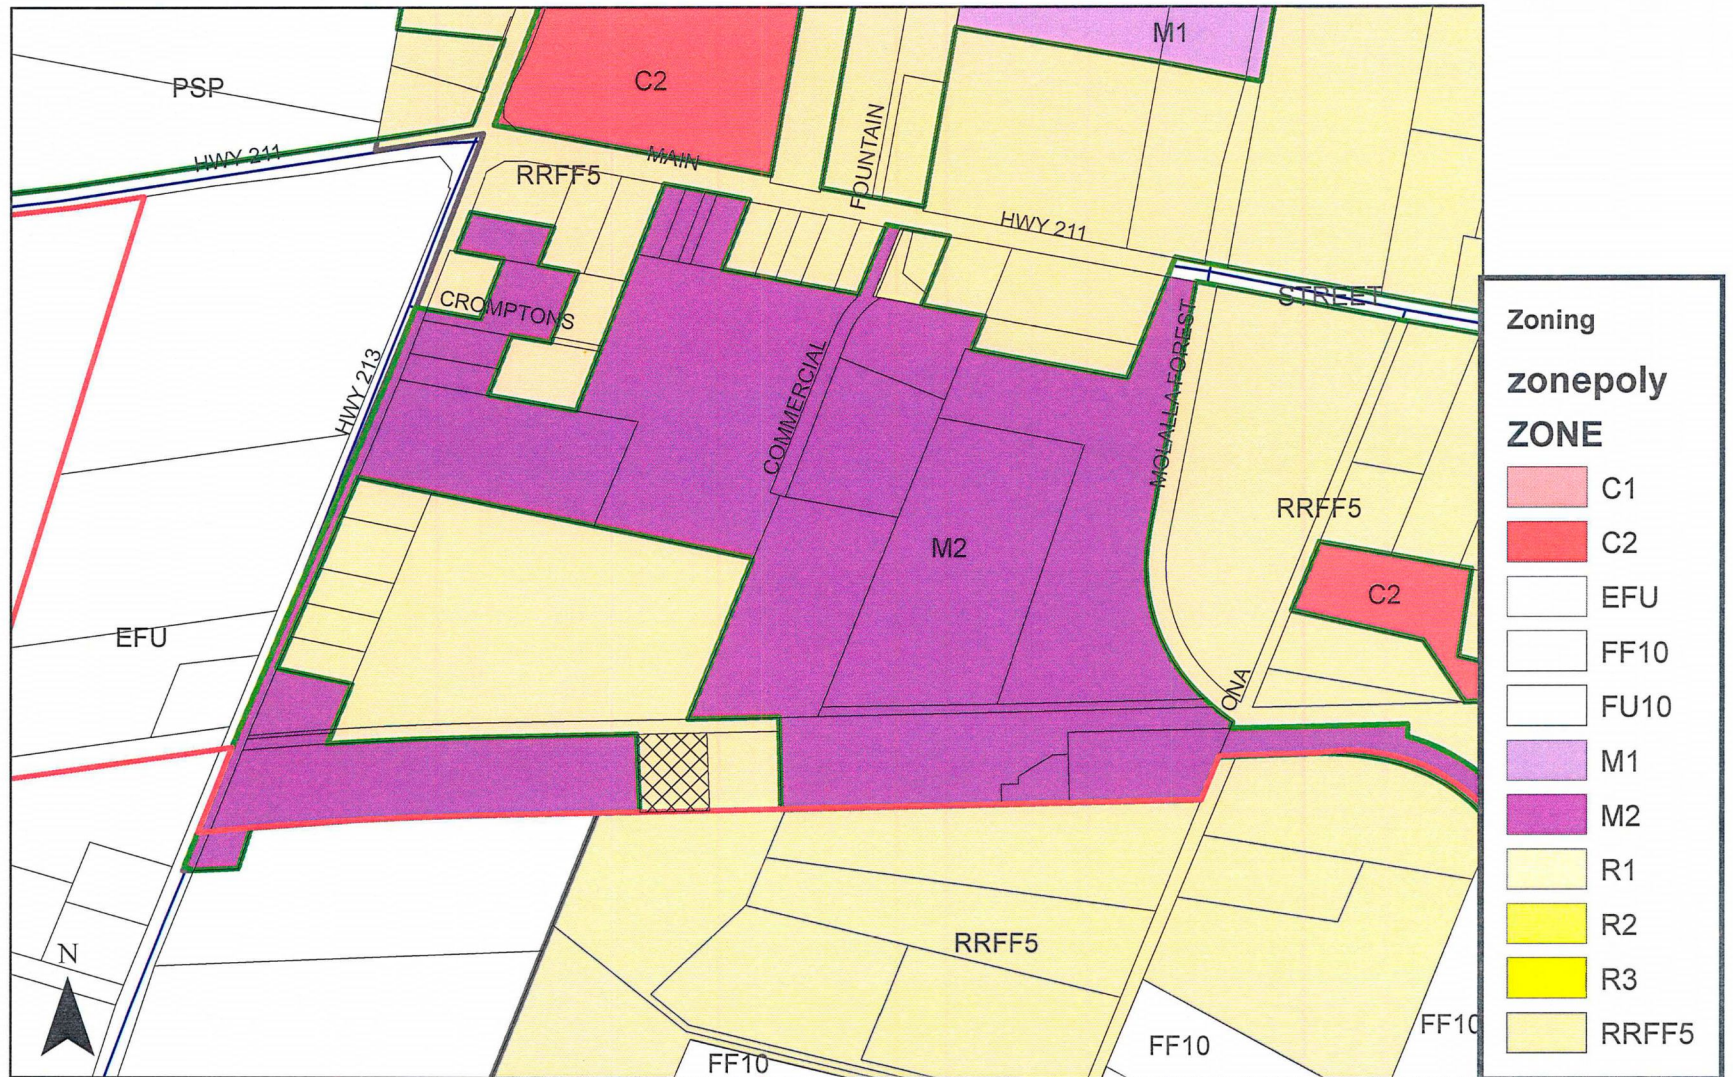 M1
C2
PSP
HWY 211
MAIN
FOUNTAIN
RRFF5
HWY 211
STREET
CROMPTONS
HWY 213
COMMERCIAL
MOLALLA FOREST
RRFF5
M2
C2
EFU
ONA
RRFF5
N
FF10
FF10
FF10
Zoning
zonepoly
ZONE
C1
C2
EFU
FF10
FU10
M1
M2
R1
R2
R3
RRFF5